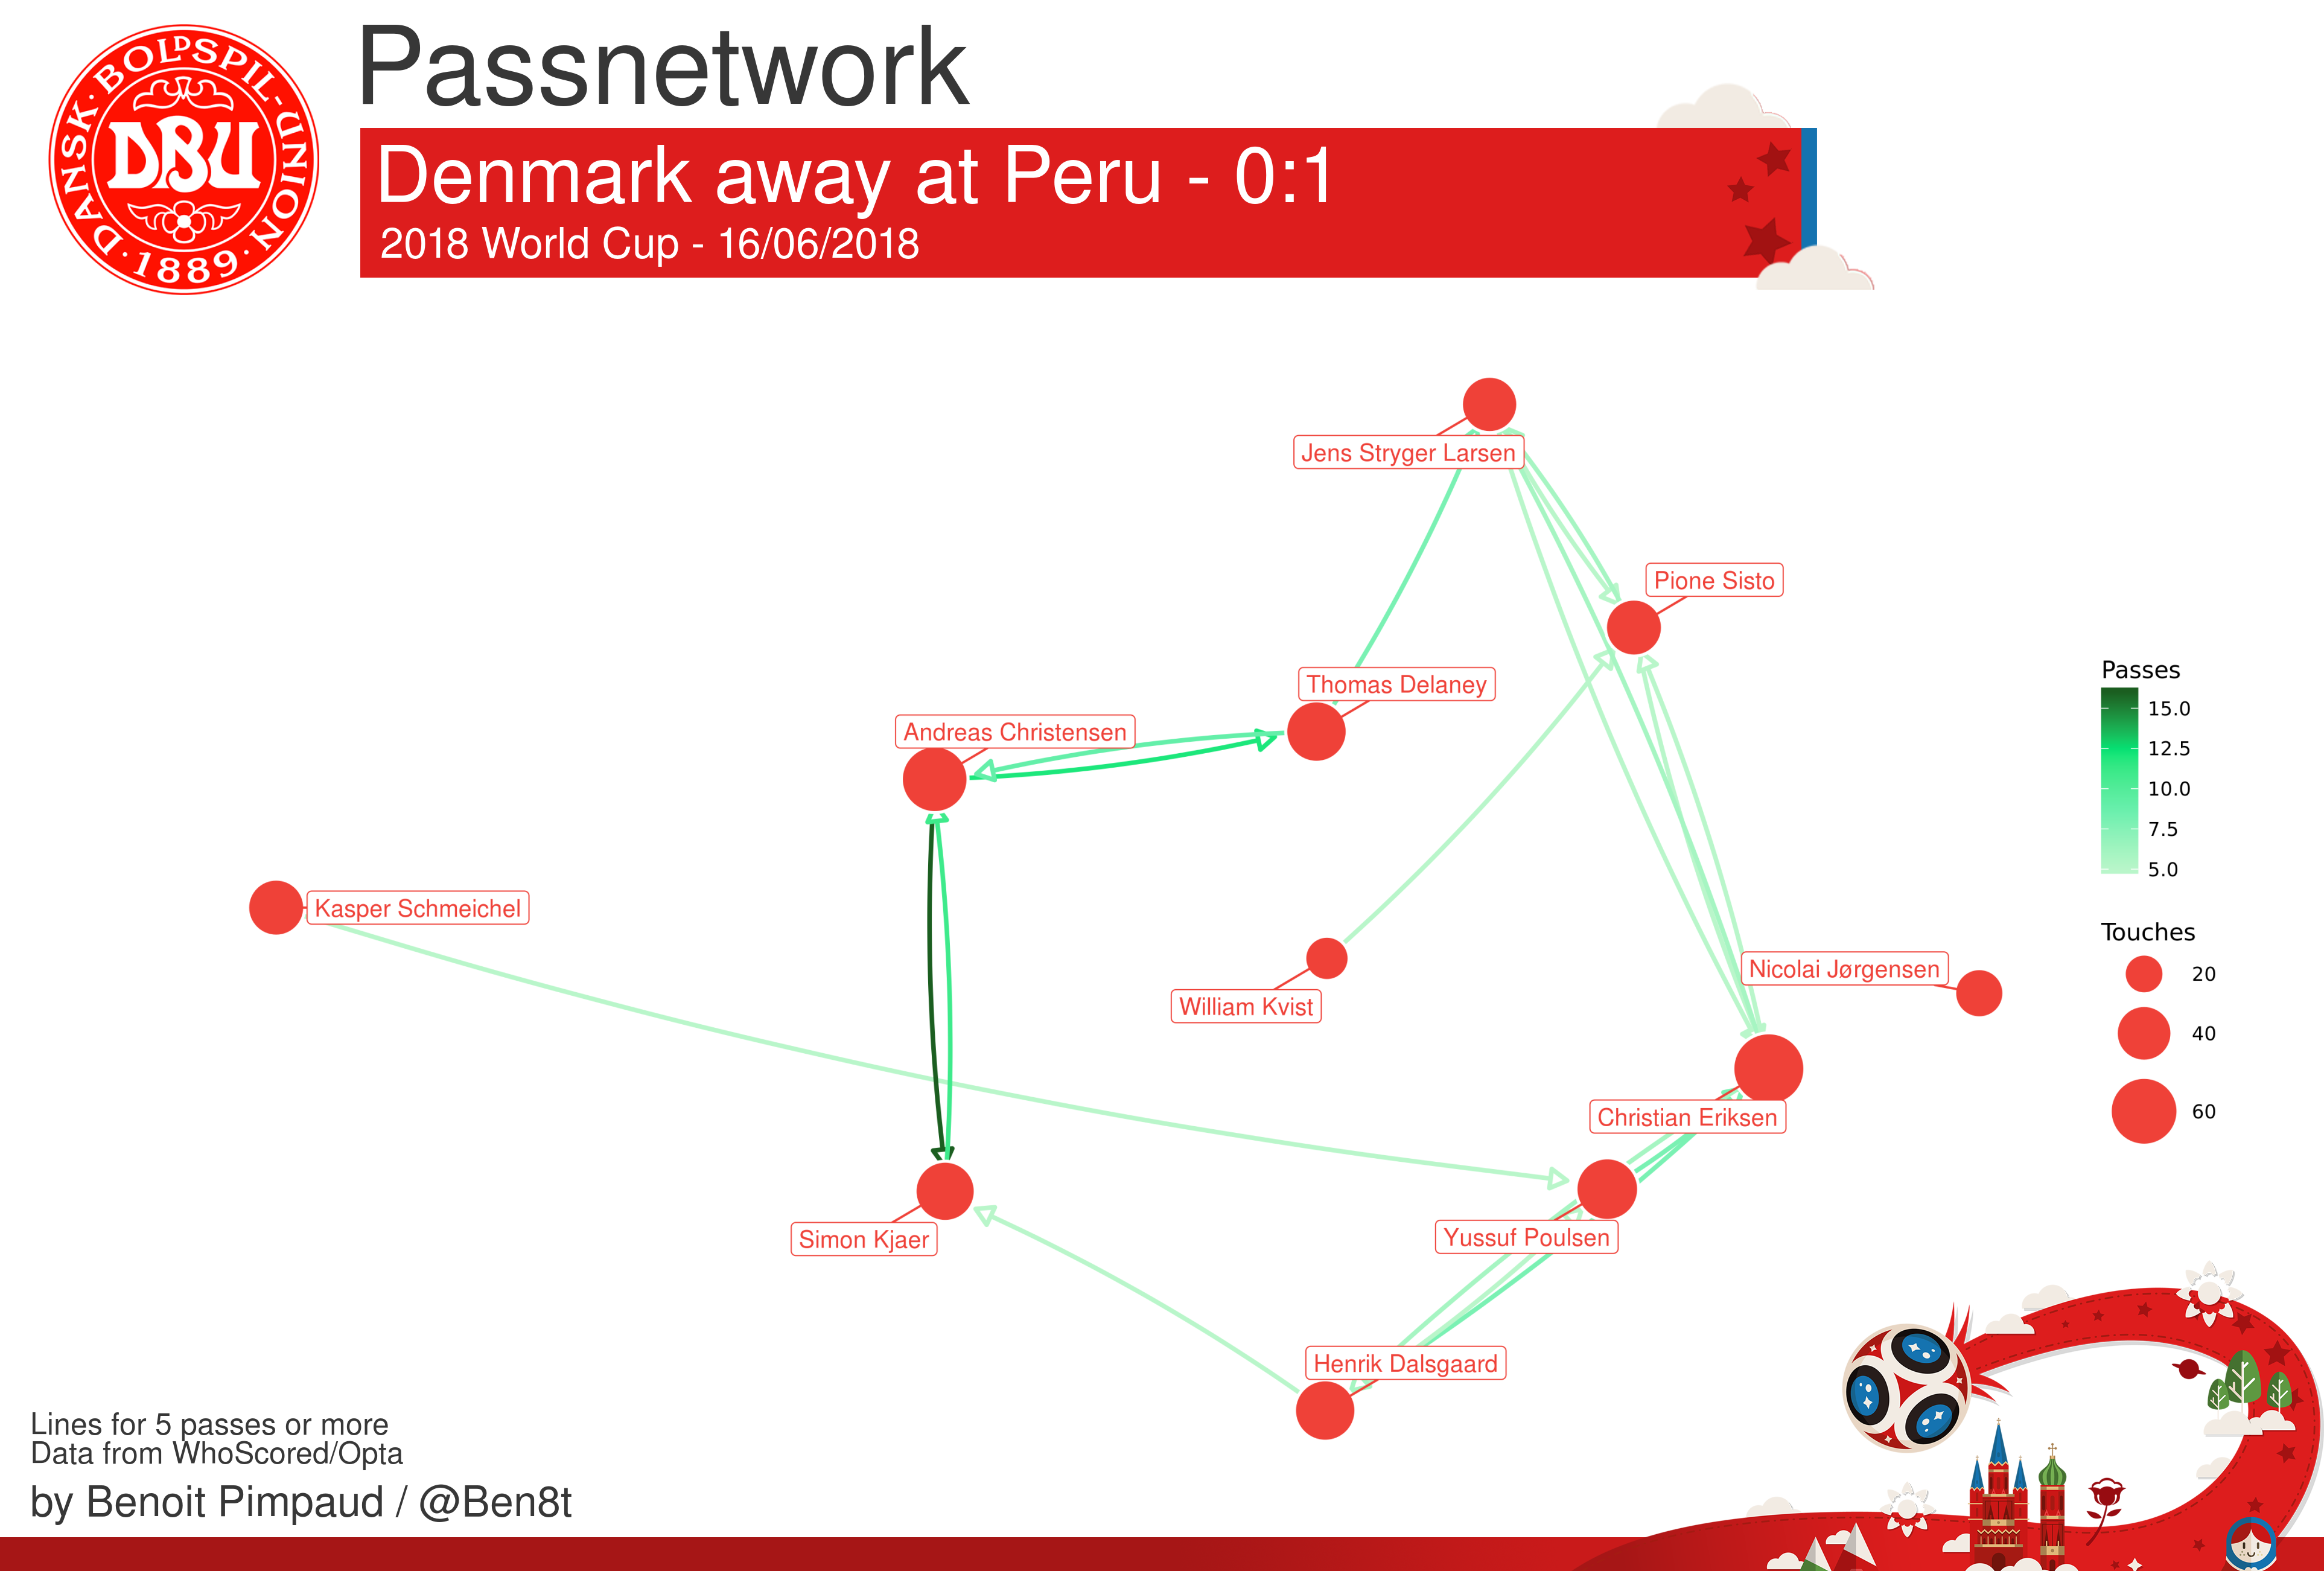 DANSK·BOLDSPIL-UNION·
DBU
·1889·
Passnetwork
Denmark away at Peru - 0:1
2018 World Cup - 16/06/2018
Jens Stryger Larsen
Pione Sisto
Thomas Delaney
Andreas Christensen
Kasper Schmeichel
Nicolai Jørgensen
William Kvist
Christian Eriksen
Simon Kjaer
Yussuf Poulsen
Henrik Dalsgaard
Passes
15.0
12.5
10.0
7.5
5.0
Touches
20
40
60
Lines for 5 passes or more
Data from WhoScored/Opta
by Benoit Pimpaud / @Ben8t